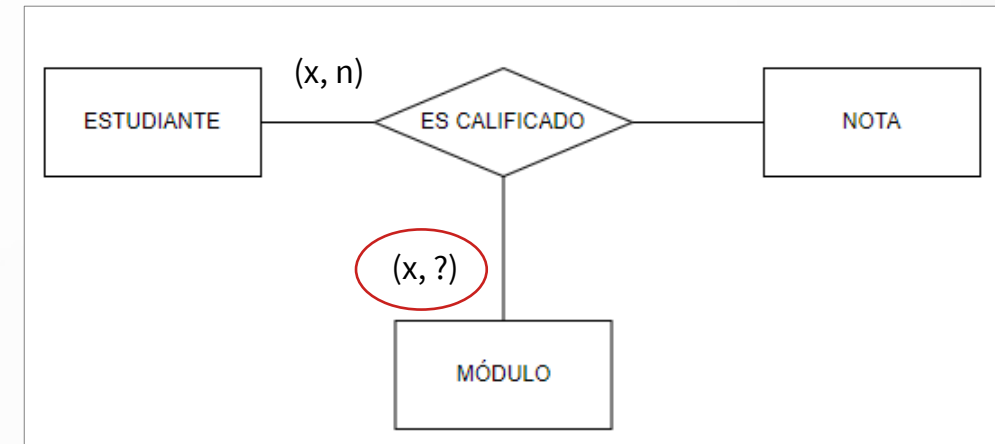 (x, n)
ESTUDIANTE
ES CALIFICADO
NOTA
(x, ?)
MÓDULO